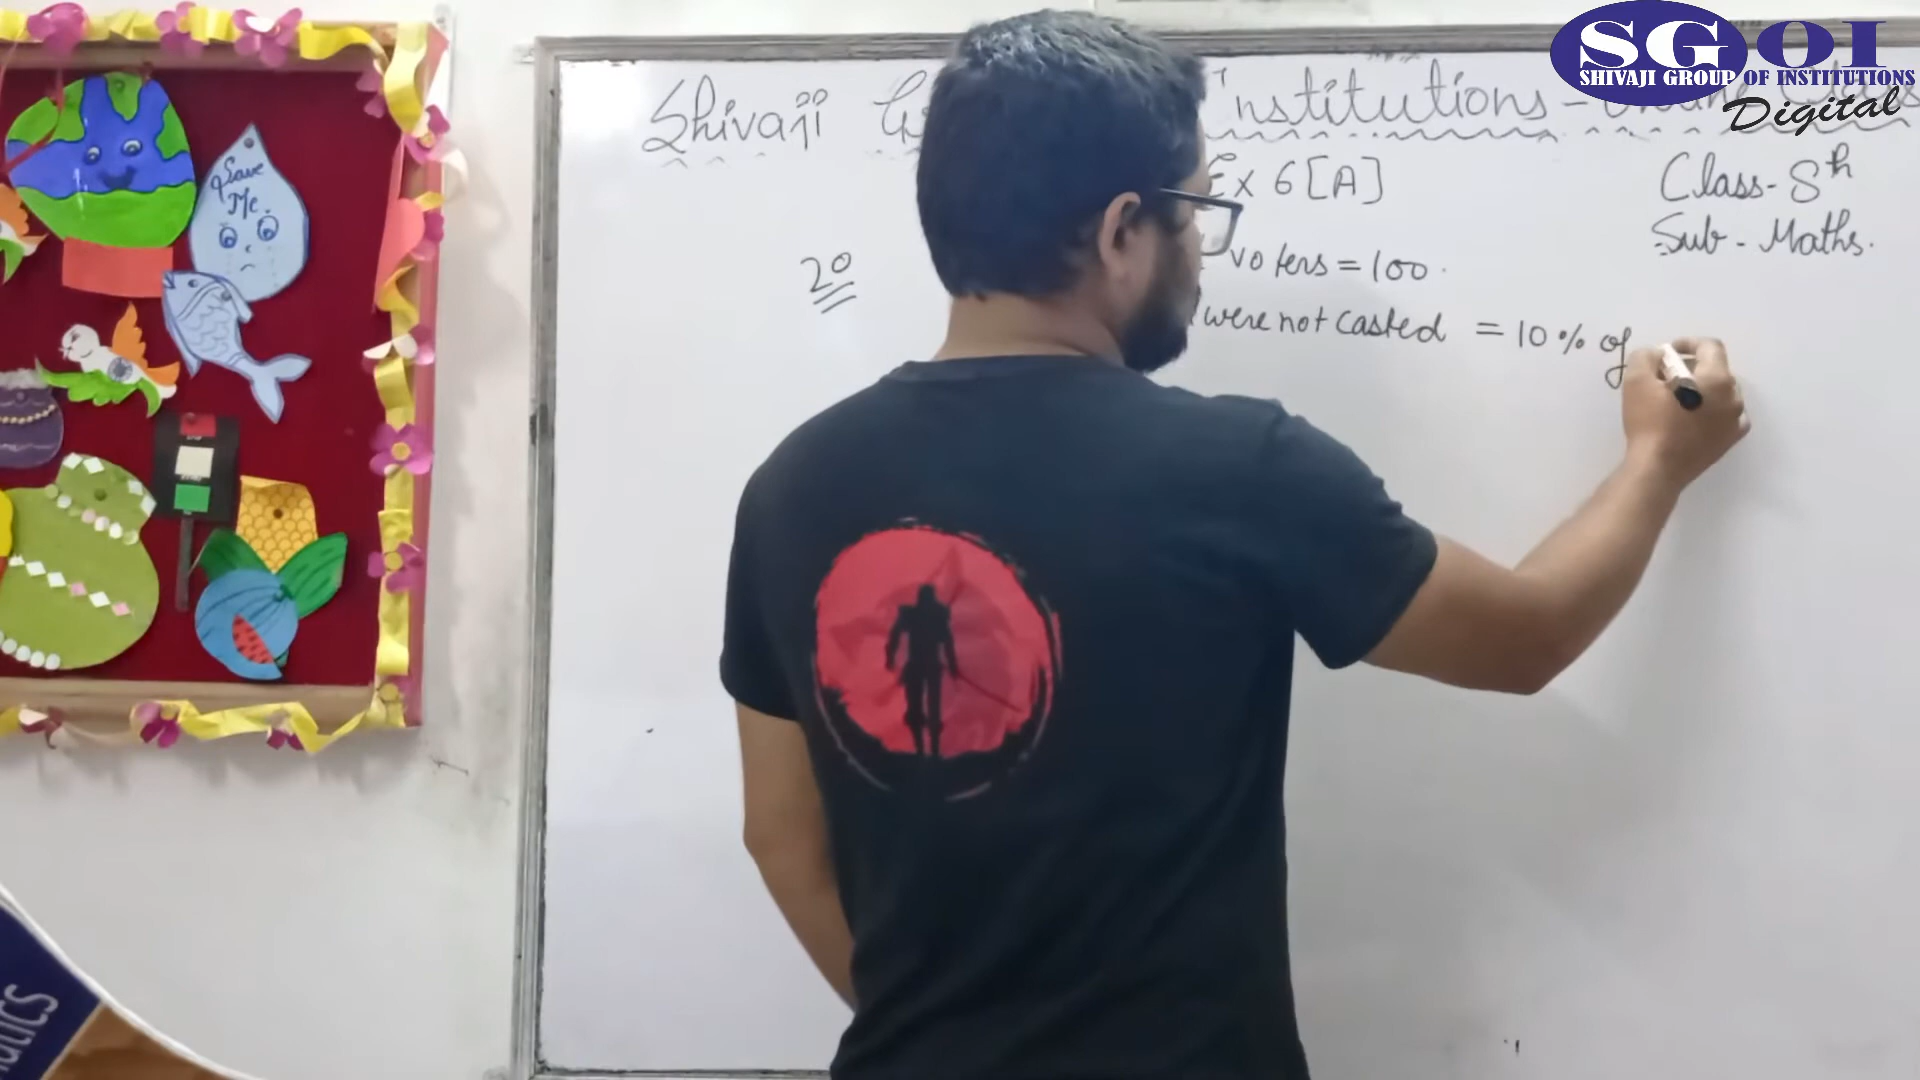 SGOI
SHIVAJI GROUP OF INSTITUTIONS
Digital
Shivaji Institutions -
Ex 6[A]
Class - 8th
Sub - Maths.
20
voters = 100.
were not casted = 10% of
Save
Me.